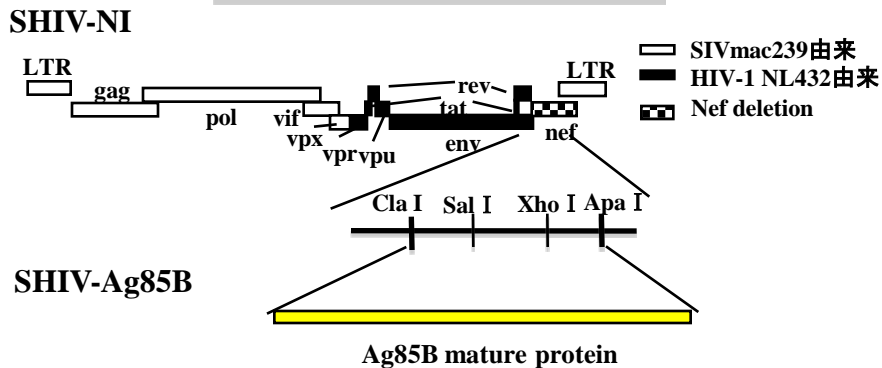 SHIV-NI
LTR
gag
pol
vif
vpx
vpr
vpu
rev
tat
env
nef
LTR
SIVmac239由来
HIV-1 NL432由来
Nef deletion
Cla I Sal I Xho I Apa I
SHIV-Ag85B
Ag85B mature protein